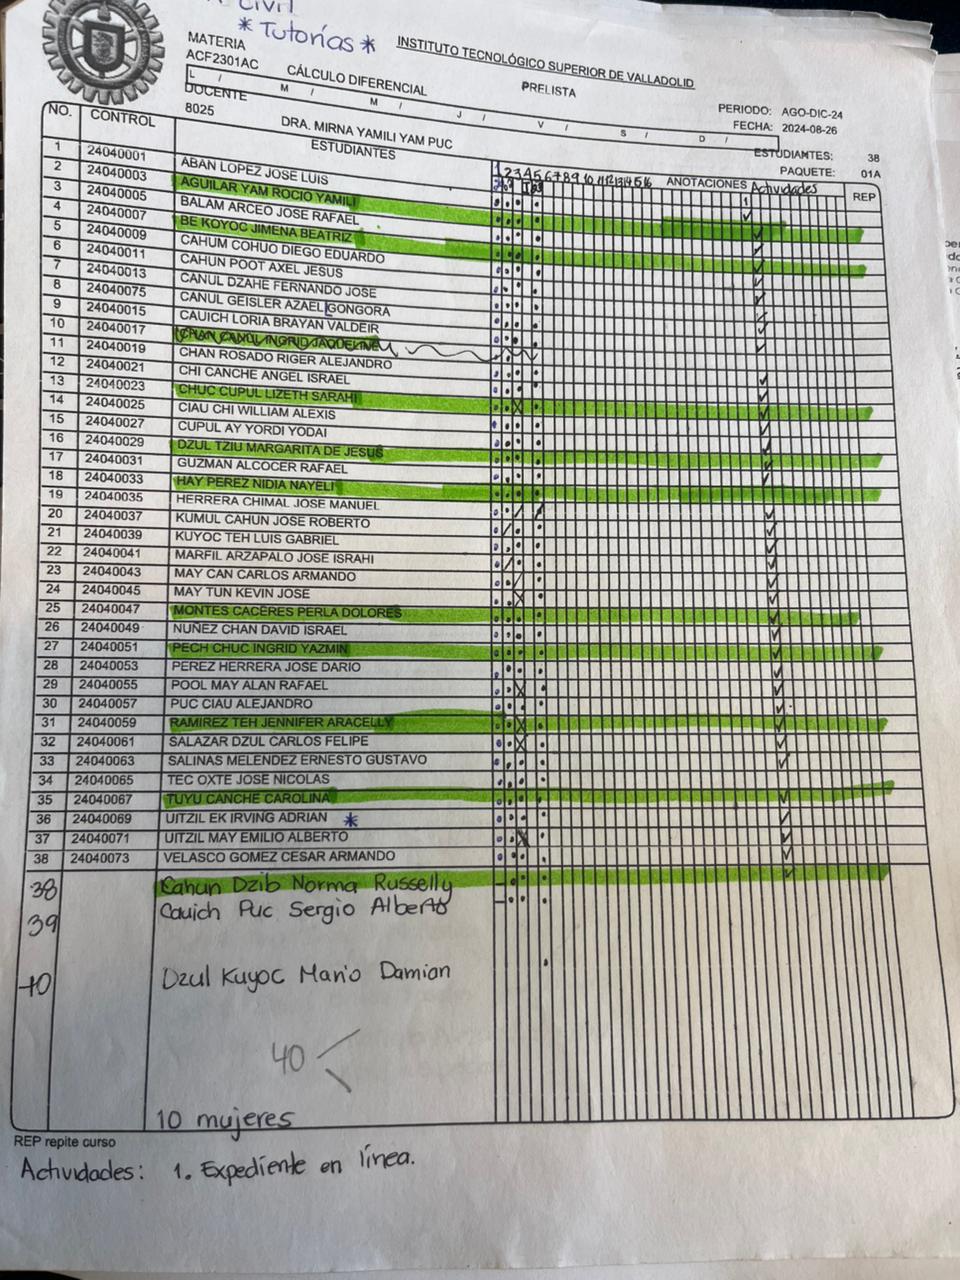 Civil
* Tutorías *
INSTITUTO TECNOLÓGICO SUPERIOR DE VALLADOLID
MATERIA
ACF2301AC CÁLCULO DIFERENCIAL PRELISTA
L / M / M / J / V / S / D /
PERIODO: AGO-DIC-24
FECHA: 2024-08-26
DOCENTE
8025 DRA. MIRNA YAMILI YAM PUC
ESTUDIANTES: 38
PAQUETE: 01A
NO. CONTROL ESTUDIANTES 1 2 3 4 5 6 7 8 9 10 11 12 13 14 15 16 ANOTACIONES Actividades REP
1
1 24040001 ABAN LOPEZ JOSE LUIS
2 24040003 AGUILAR YAM ROCIO YAMILI
3 24040005 BALAM ARCEO JOSE RAFAEL
4 24040007 BE KOYOC JIMENA BEATRIZ
5 24040009 CAHUM COHUO DIEGO EDUARDO
6 24040011 CAHUN POOT AXEL JESUS
7 24040013 CANUL DZAHE FERNANDO JOSE
8 24040075 CANUL GEISLER AZAEL GONGORA
9 24040015 CAUICH LORIA BRAYAN VALDEIR
10 24040017 CHAN CANUL INGRID JAQUELINE
11 24040019 CHAN ROSADO RIGER ALEJANDRO
12 24040021 CHI CANCHE ANGEL ISRAEL
13 24040023 CHUC CUPUL LIZETH SARAHI
14 24040025 CIAU CHI WILLIAM ALEXIS
15 24040027 CUPUL AY YORDI YODAI
16 24040029 DZUL TZIU MARGARITA DE JESUS
17 24040031 GUZMAN ALCOCER RAFAEL
18 24040033 HAY PEREZ NIDIA NAYELI
19 24040035 HERRERA CHIMAL JOSE MANUEL
20 24040037 KUMUL CAHUN JOSE ROBERTO
21 24040039 KUYOC TEH LUIS GABRIEL
22 24040041 MARFIL ARZAPALO JOSE ISRAHI
23 24040043 MAY CAN CARLOS ARMANDO
24 24040045 MAY TUN KEVIN JOSE
25 24040047 MONTES CACERES PERLA DOLORES
26 24040049 NUÑEZ CHAN DAVID ISRAEL
27 24040051 PECH CHUC INGRID YAZMIN
28 24040053 PEREZ HERRERA JOSE DARIO
29 24040055 POOL MAY ALAN RAFAEL
30 24040057 PUC CIAU ALEJANDRO
31 24040059 RAMIREZ TEH JENNIFER ARACELLY
32 24040061 SALAZAR DZUL CARLOS FELIPE
33 24040063 SALINAS MELENDEZ ERNESTO GUSTAVO
34 24040065 TEC OXTE JOSE NICOLAS
35 24040067 TUYU CANCHE CAROLINA
36 24040069 UITZIL EK IRVING ADRIAN *
37 24040071 UITZIL MAY EMILIO ALBERTO
38 24040073 VELASCO GOMEZ CESAR ARMANDO
38 Cahun Dzib Norma Russelly
39 Cauich Puc Sergio Alberto
40 Dzul Kuyoc Mario Damian
40
10 mujeres
REP repite curso
Actividades: 1. Expediente en línea.